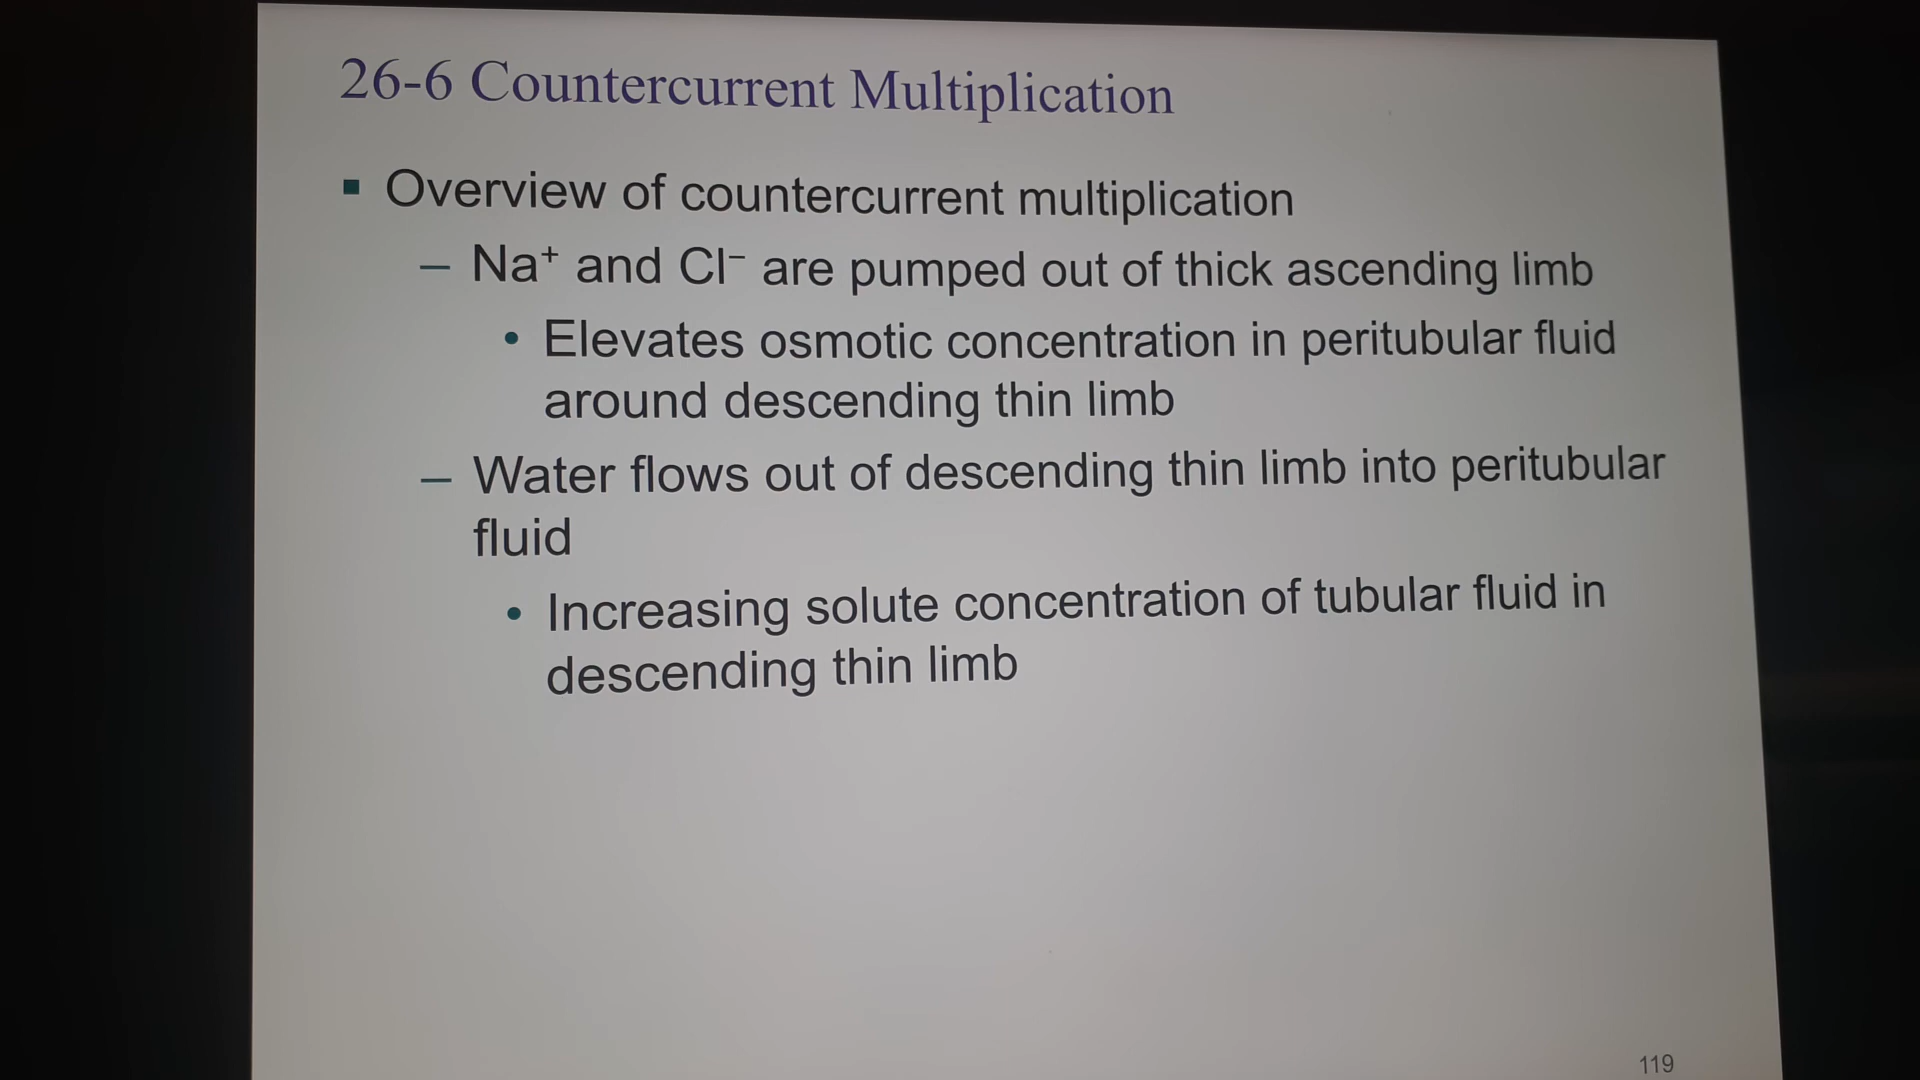 26-6 Countercurrent Multiplication
▪ Overview of countercurrent multiplication
– Na⁺ and Cl⁻ are pumped out of thick ascending limb
• Elevates osmotic concentration in peritubular fluid
around descending thin limb
– Water flows out of descending thin limb into peritubular
fluid
• Increasing solute concentration of tubular fluid in
descending thin limb
119